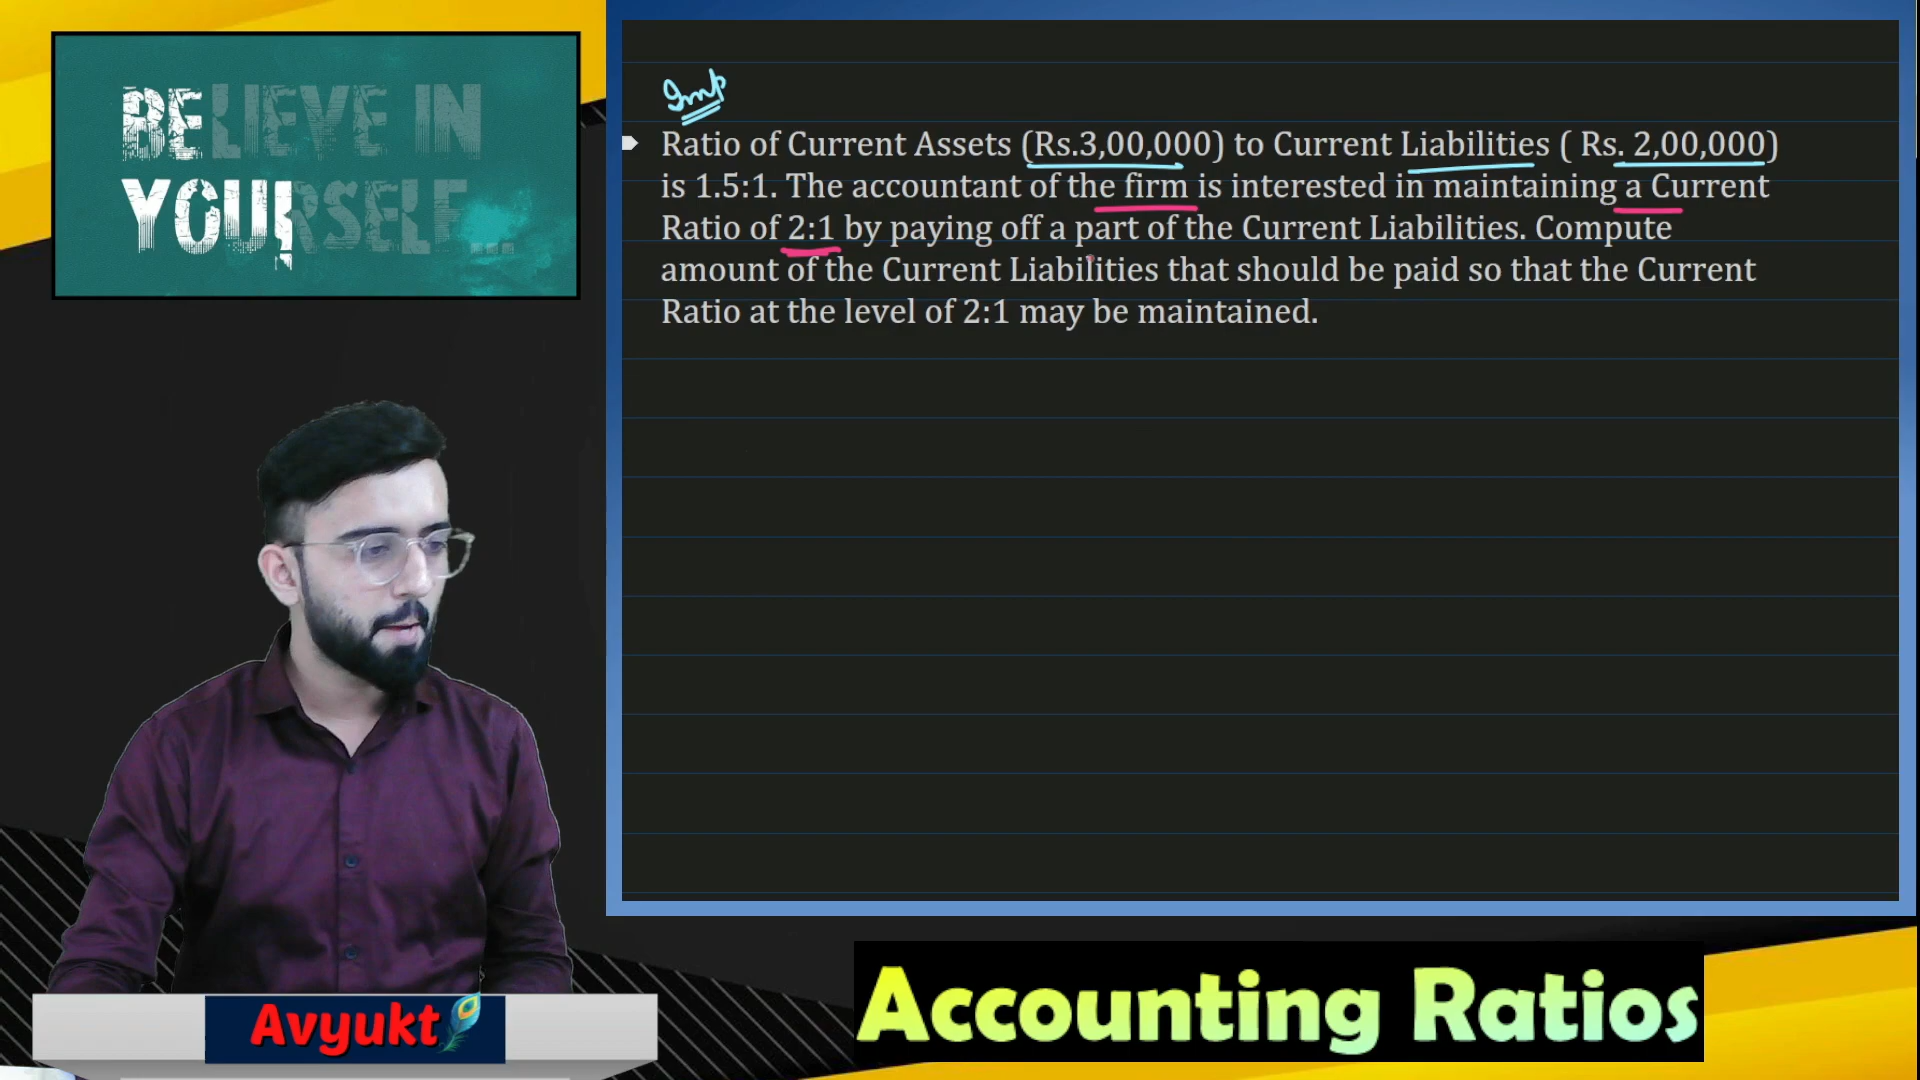 BELIEVE IN
YOURSELF...
Imp
Ratio of Current Assets (Rs.3,00,000) to Current Liabilities ( Rs. 2,00,000)
is 1.5:1. The accountant of the firm is interested in maintaining a Current
Ratio of 2:1 by paying off a part of the Current Liabilities. Compute
amount of the Current Liabilities that should be paid so that the Current
Ratio at the level of 2:1 may be maintained.
Avyukt
Accounting Ratios